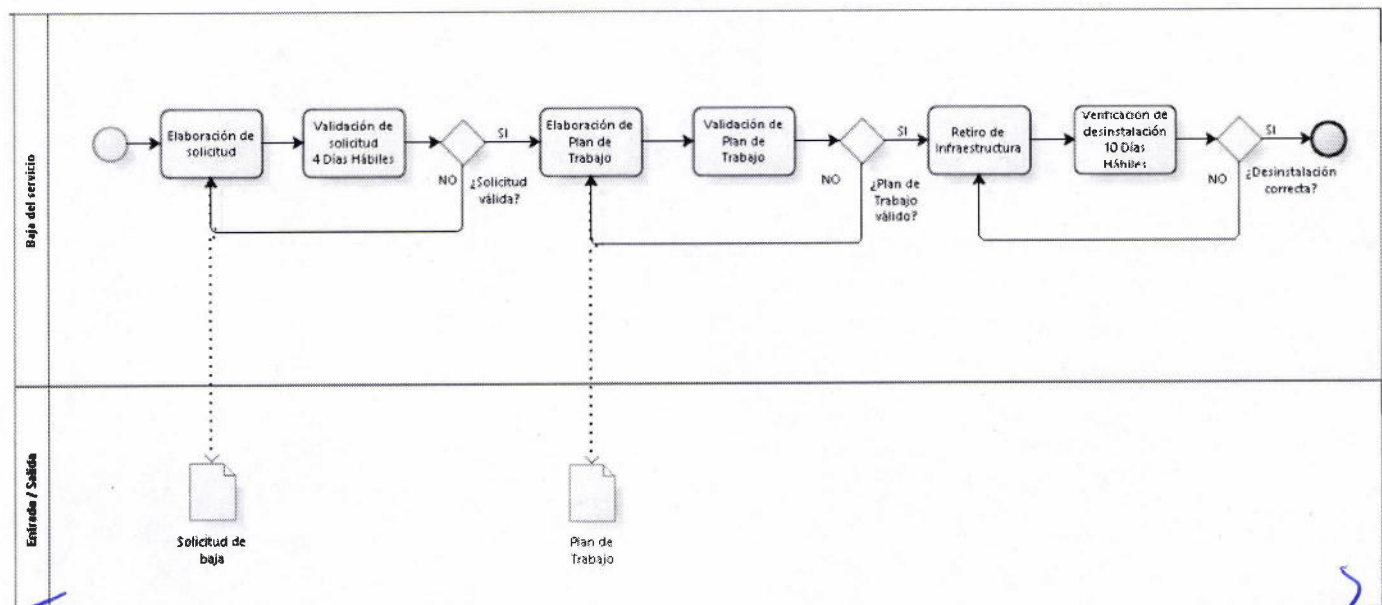 Baja del servicio
Elaboración de
solicitud
Validación de
solicitud
4 Días Hábiles
SI
NO
¿Solicitud
válida?
Elaboración de
Plan de
Trabajo
Validación de
Plan de
Trabajo
SI
NO
¿Plan de
Trabajo
válido?
Retiro de
Infraestructura
Verificación de
desinstalación
10 Días
Hábiles
SI
NO
¿Desinstalación
correcta?
Entrada / Salida
Solicitud de
baja
Plan de
Trabajo